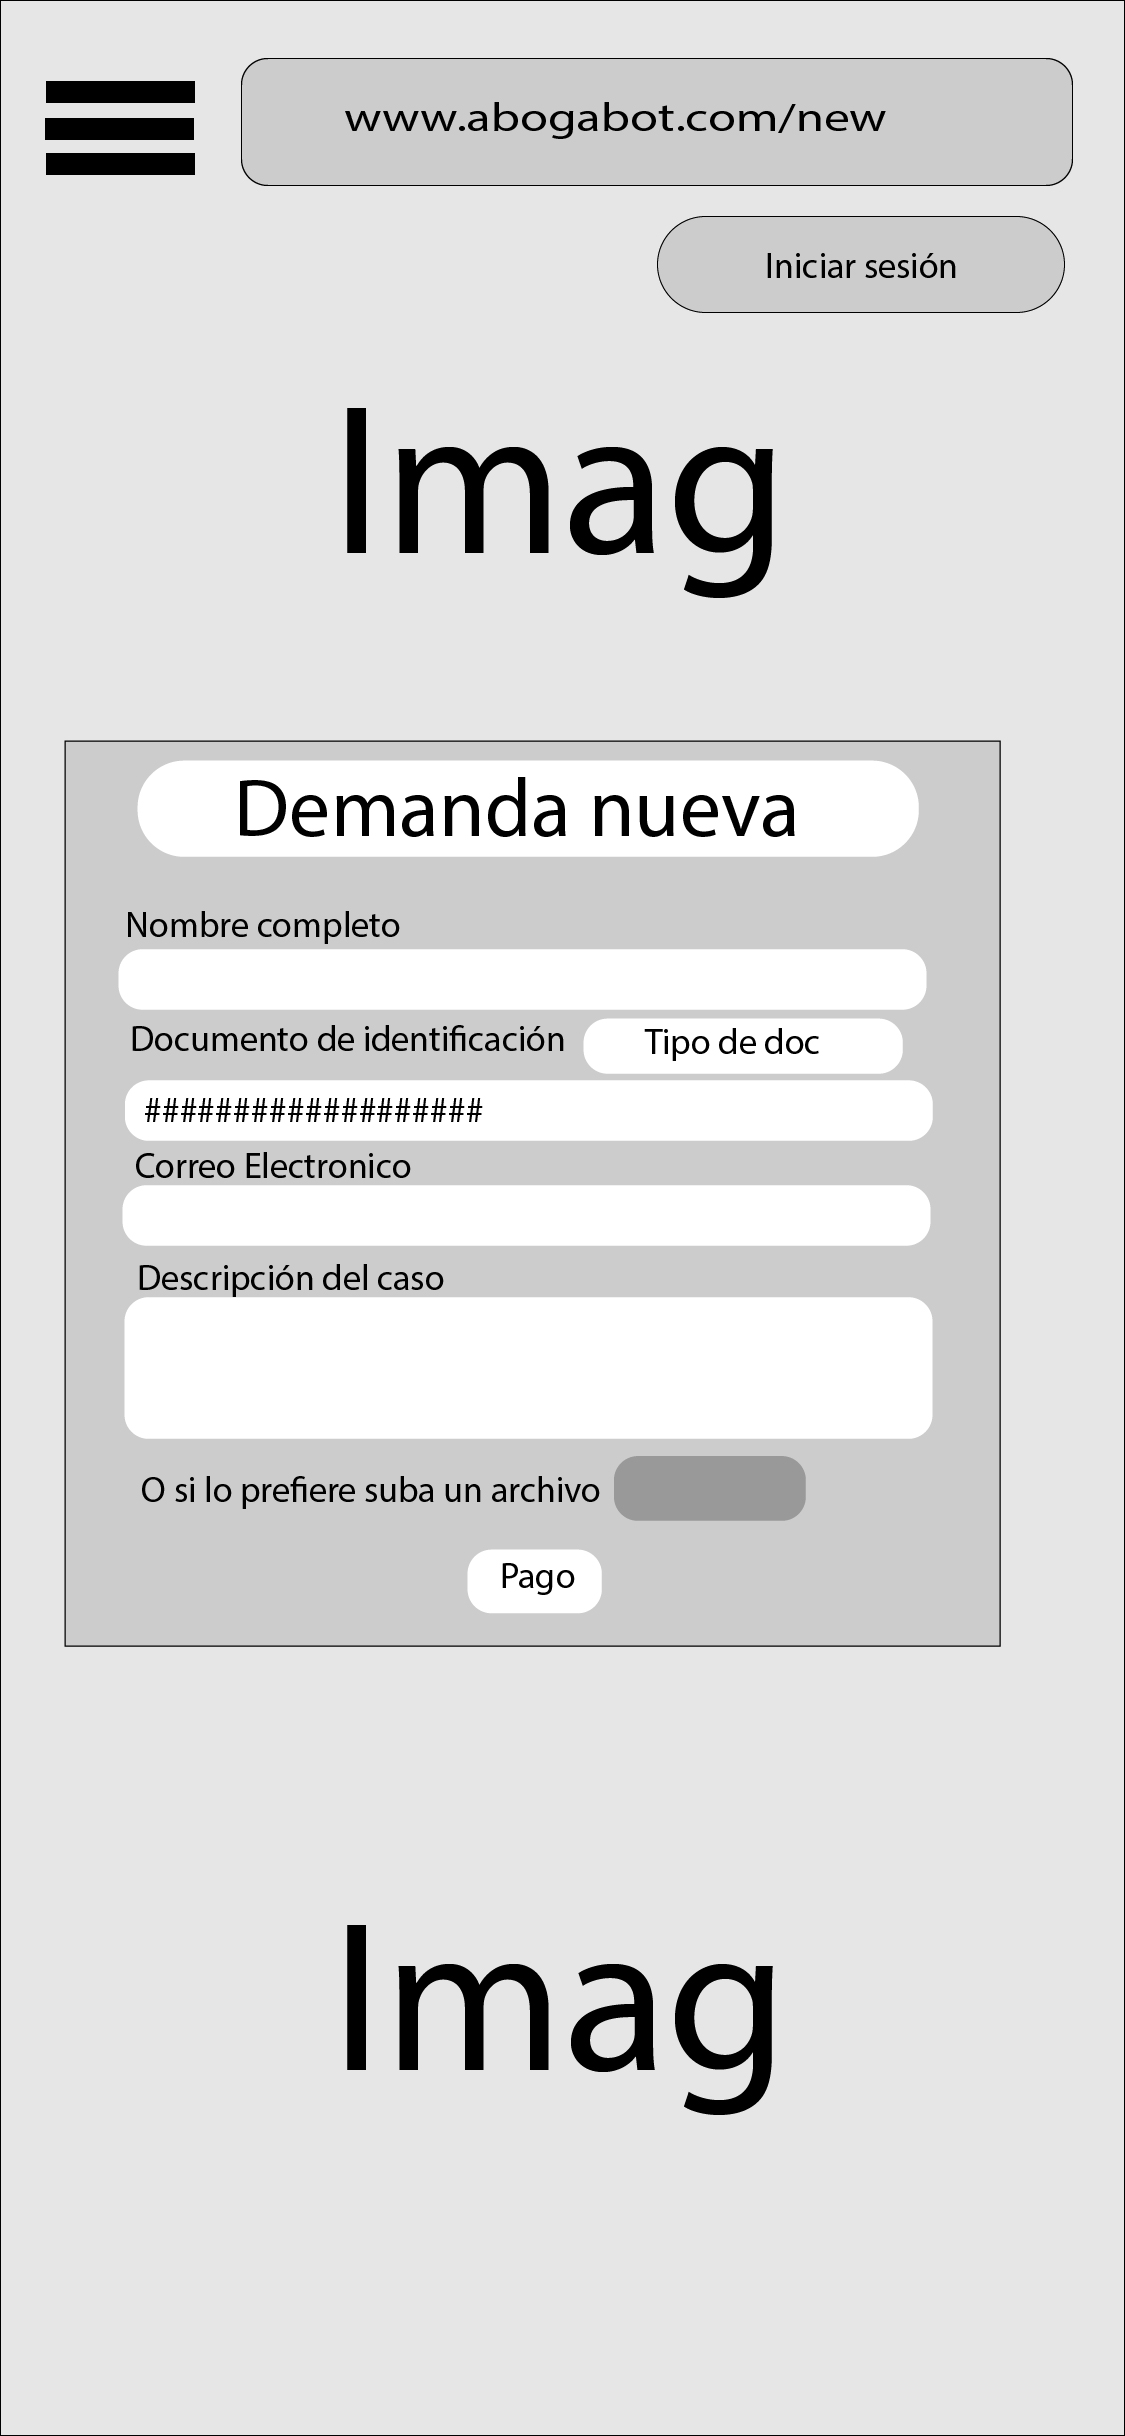 www.abogabot.com/new
Iniciar sesión
Imag
Demanda nueva
Nombre completo
Documento de identificación Tipo de doc
###################
Correo Electronico
Descripción del caso
O si lo prefiere suba un archivo
Pago
Imag